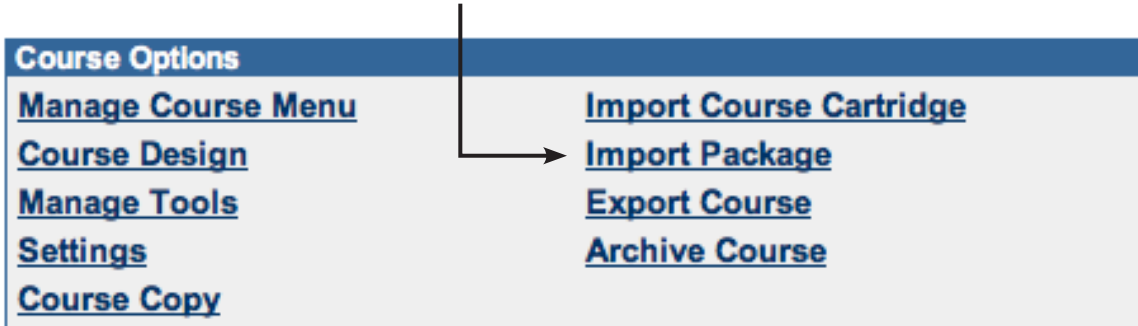 Course Options
Manage Course Menu
Course Design
Manage Tools
Settings
Course Copy
Import Course Cartridge
Import Package
Export Course
Archive Course